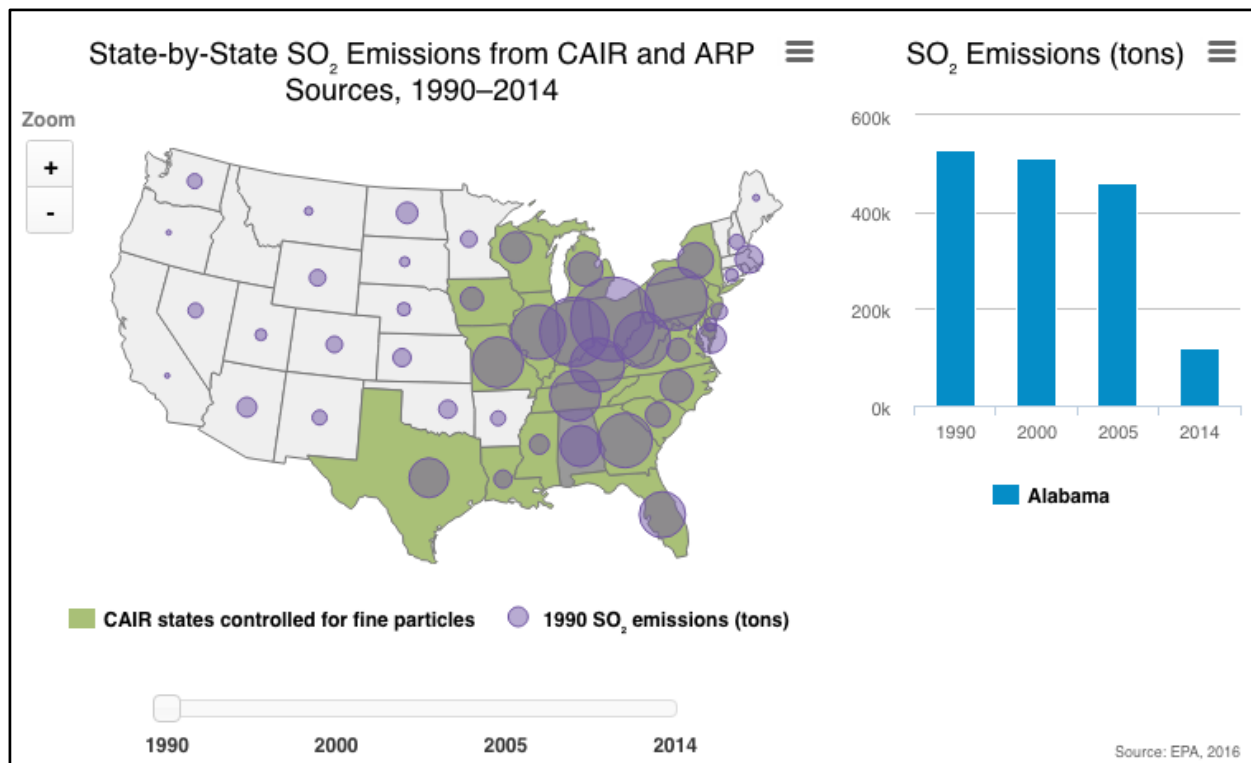 State-by-State SO₂ Emissions from CAIR and ARP
Sources, 1990–2014
Zoom
+
-
CAIR states controlled for fine particles
1990 SO₂ emissions (tons)
1990 2000 2005 2014
SO₂ Emissions (tons)
600k
400k
200k
0k
1990 2000 2005 2014
Alabama
Source: EPA, 2016